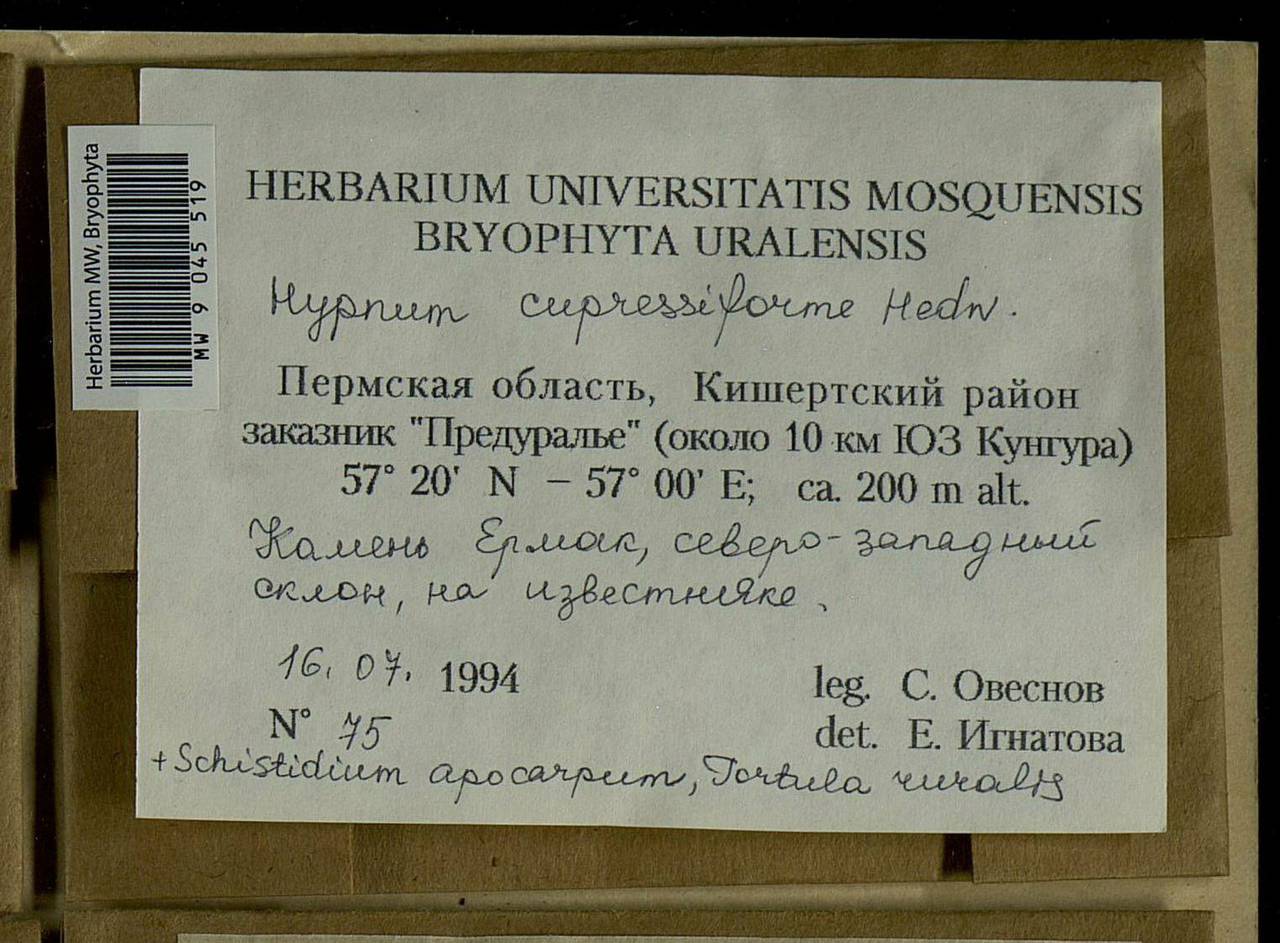 HERBARIUM UNIVERSITATIS MOSQUENSIS
BRYOPHYTA URALENSIS
Hypnum cupressiforme Hedw.
Пермская область, Кишертский район
заказник "Предуралье" (около 10 км ЮЗ Кунгура)
57° 20' N – 57° 00' E; ca. 200 m alt.
Камень Ермак, северо-западный
склон, на известняке.
16. 07. 1994
leg. С. Овеснов
N° 75
det. Е. Игнатова
+ Schistidium apocarpum, Tortula ruralis
Herbarium MW, Bryophyta
MW 9 045 519